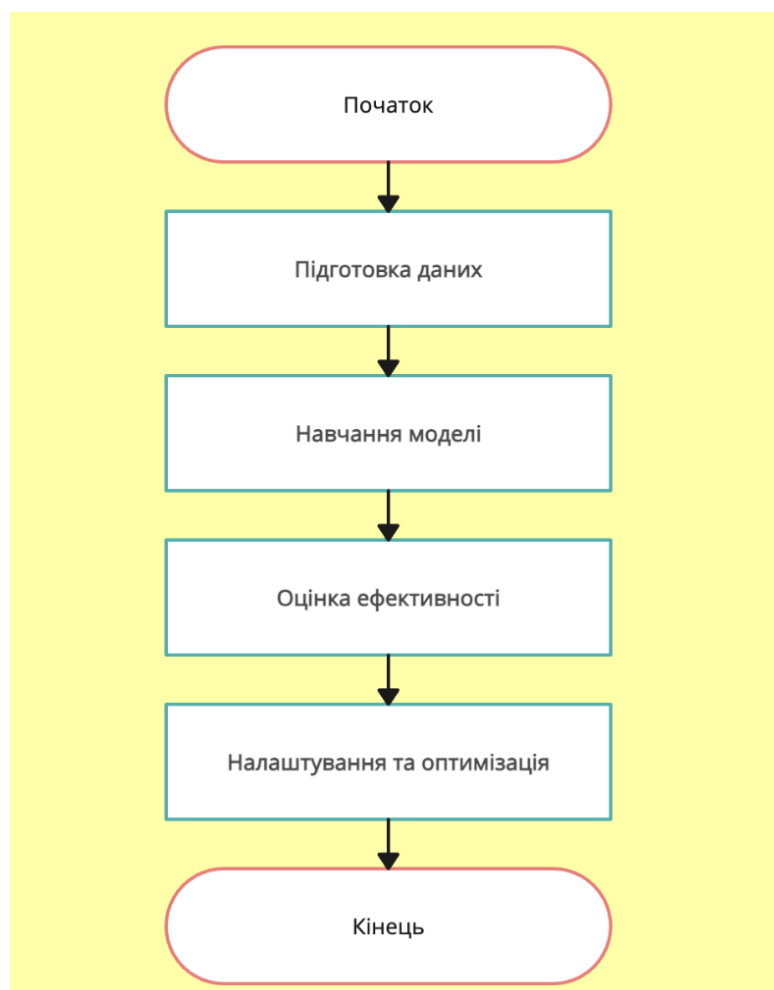 Початок
Підготовка даних
Навчання моделі
Оцінка ефективності
Налаштування та оптимізація
Кінець